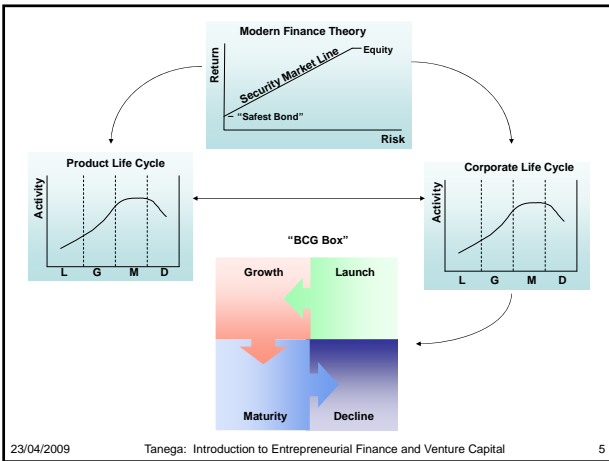 Modern Finance Theory
Return
Security Market Line
Equity
"Safest Bond"
Risk
Product Life Cycle
Activity
L G M D
Corporate Life Cycle
Activity
L G M D
"BCG Box"
Growth Launch
Maturity Decline
23/04/2009 Tanega: Introduction to Entrepreneurial Finance and Venture Capital 5